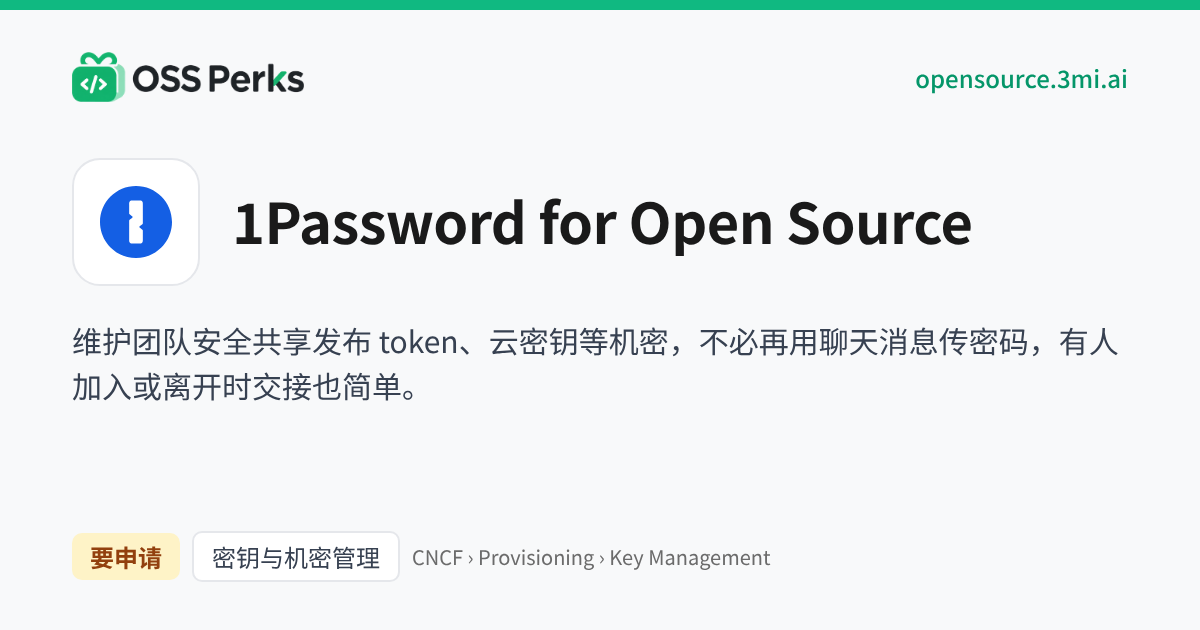 </> OSS Perks
opensource.3mi.ai
1Password for Open Source
维护团队安全共享发布 token、云密钥等机密，不必再用聊天消息传密码，有人
加入或离开时交接也简单。
要申请
密钥与机密管理
CNCF › Provisioning › Key Management